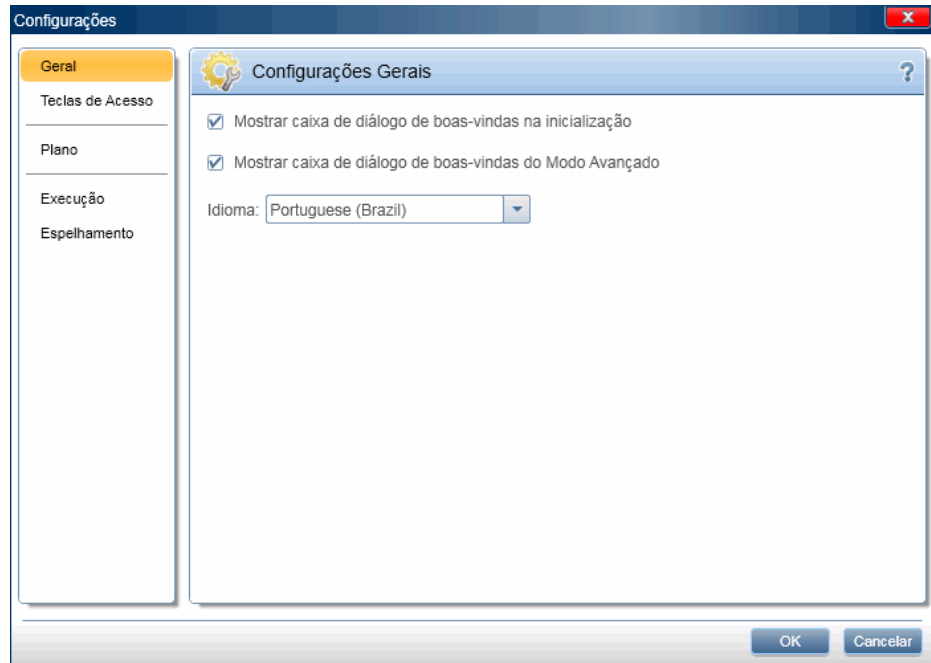 Configurações
Geral
Teclas de Acesso
Plano
Execução
Espelhamento
Configurações Gerais
?
Mostrar caixa de diálogo de boas-vindas na inicialização
Mostrar caixa de diálogo de boas-vindas do Modo Avançado
Idioma: Portuguese (Brazil)
OK Cancelar